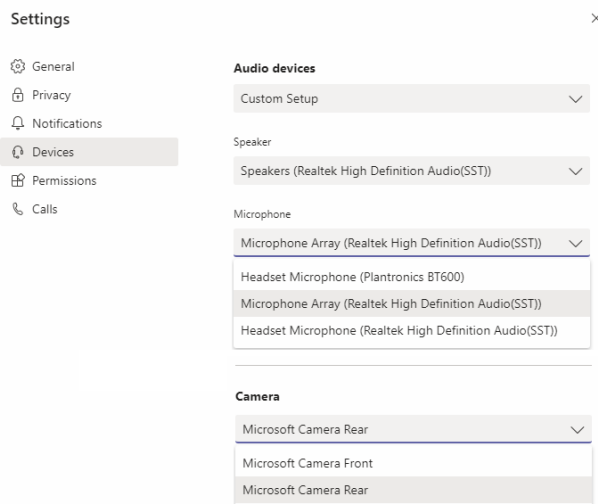 Settings
General
Privacy
Notifications
Devices
Permissions
Calls
Audio devices
Custom Setup
Speaker
Speakers (Realtek High Definition Audio(SST))
Microphone
Microphone Array (Realtek High Definition Audio(SST))
Headset Microphone (Plantronics BT600)
Microphone Array (Realtek High Definition Audio(SST))
Headset Microphone (Realtek High Definition Audio(SST))
Camera
Microsoft Camera Rear
Microsoft Camera Front
Microsoft Camera Rear